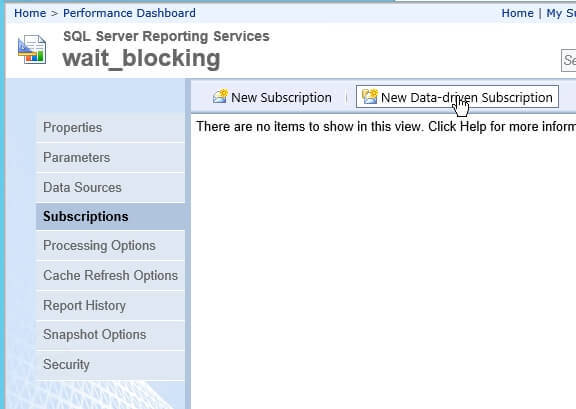 Home > Performance Dashboard
Home | My Su
SQL Server Reporting Services
wait_blocking
Se
New Subscription | New Data-driven Subscription
There are no items to show in this view. Click Help for more inform
Properties
Parameters
Data Sources
Subscriptions
Processing Options
Cache Refresh Options
Report History
Snapshot Options
Security